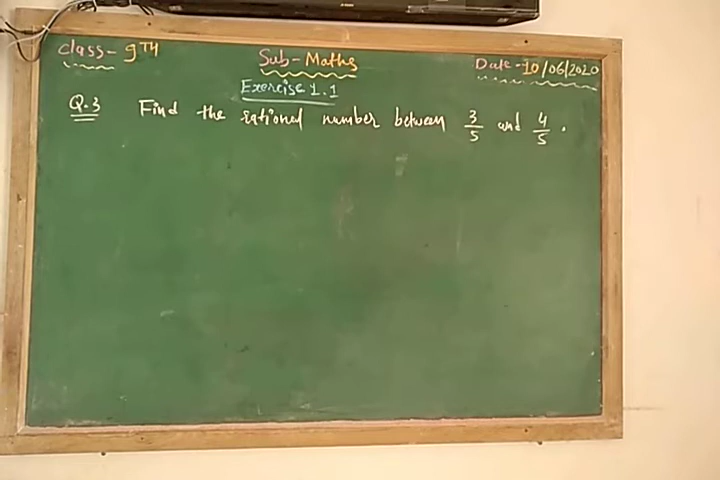 Class- 9TH Sub-Maths Date-10/06/2020
Exercise 1.1
Q.3 Find the rational number between 3/5 and 4/5.